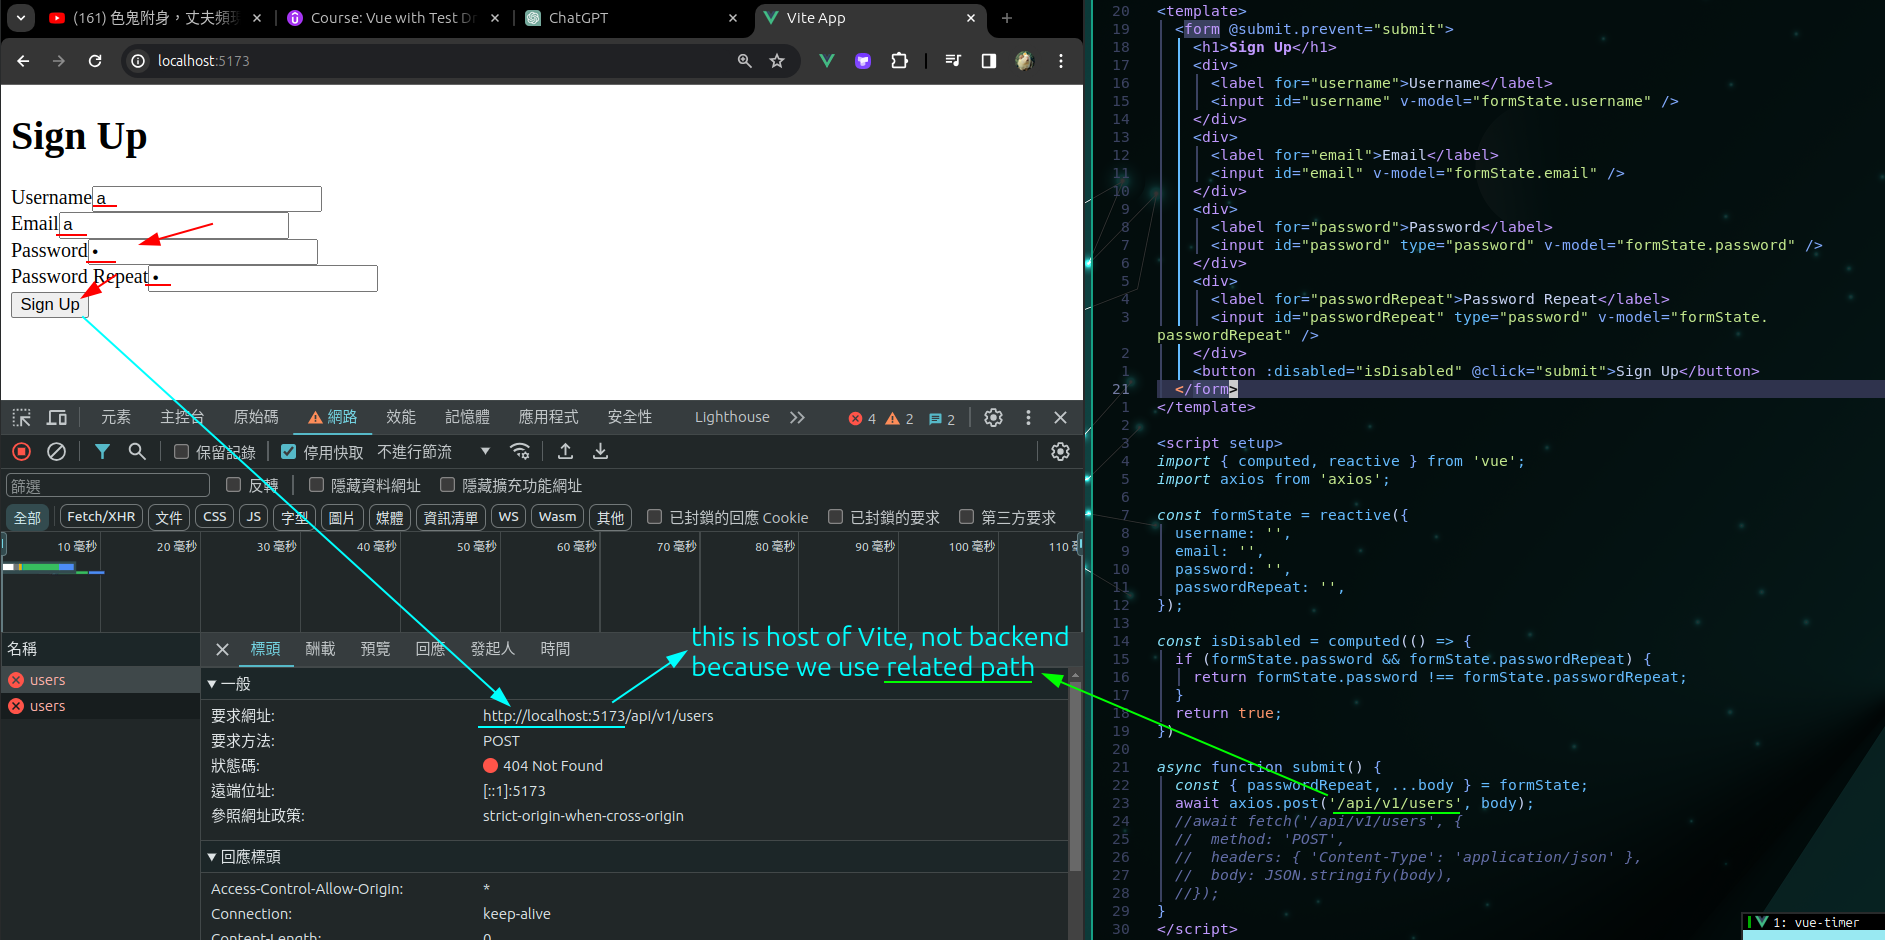 (161) 色鬼附身，丈夫頻
Course: Vue with Test Dr
ChatGPT
Vite App
localhost:5173
Sign Up
Username a
Email a
Password •
Password Repeat •
Sign Up
元素 主控台 原始碼 網路 效能 記憶體 應用程式 安全性 Lighthouse 4 2 2
保留記錄 停用快取 不進行節流
篩選 反轉 隱藏資料網址 隱藏擴充功能網址
全部 Fetch/XHR 文件 CSS JS 字型 圖片 媒體 資訊清單 WS Wasm 其他 已封鎖的回應 Cookie 已封鎖的要求 第三方要求
10 毫秒 20 毫秒 30 毫秒 40 毫秒 50 毫秒 60 毫秒 70 毫秒 80 毫秒 90 毫秒 100 毫秒 110
this is host of Vite, not backend
because we use related path
名稱 標頭 酬載 預覽 回應 發起人 時間
users
users
一般
要求網址: http://localhost:5173/api/v1/users
要求方法: POST
狀態碼: 404 Not Found
遠端位址: [::1]:5173
參照網址政策: strict-origin-when-cross-origin
回應標頭
Access-Control-Allow-Origin: *
Connection: keep-alive
Content-Length: 0
20 <template>
19 <form @submit.prevent="submit">
18 <h1>Sign Up</h1>
17 <div>
16 <label for="username">Username</label>
15 <input id="username" v-model="formState.username" />
14 </div>
13 <div>
12 <label for="email">Email</label>
11 <input id="email" v-model="formState.email" />
10 </div>
9 <div>
8 <label for="password">Password</label>
7 <input id="password" type="password" v-model="formState.password" />
6 </div>
5 <div>
4 <label for="passwordRepeat">Password Repeat</label>
3 <input id="passwordRepeat" type="password" v-model="formState.
passwordRepeat" />
2 </div>
1 <button :disabled="isDisabled" @click="submit">Sign Up</button>
21 </form>
1 </template>
2
3 <script setup>
4 import { computed, reactive } from 'vue';
5 import axios from 'axios';
6
7 const formState = reactive({
8 username: '',
9 email: '',
10 password: '',
11 passwordRepeat: '',
12 });
13
14 const isDisabled = computed(() => {
15 if (formState.password && formState.passwordRepeat) {
16 return formState.password !== formState.passwordRepeat;
17 }
18 return true;
19 })
20
21 async function submit() {
22 const { passwordRepeat, ...body } = formState;
23 await axios.post('/api/v1/users', body);
24 //await fetch('/api/v1/users', {
25 // method: 'POST',
26 // headers: { 'Content-Type': 'application/json' },
27 // body: JSON.stringify(body),
28 //});
29 }
30 </script>
1: vue-timer